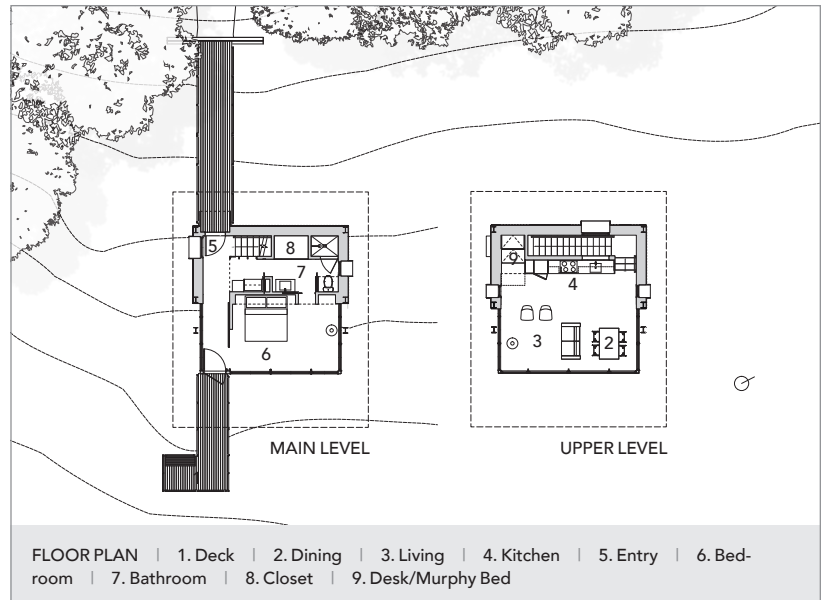 5
8
7
6
9
4
3
2
MAIN LEVEL
UPPER LEVEL
FLOOR PLAN | 1. Deck | 2. Dining | 3. Living | 4. Kitchen | 5. Entry | 6. Bed-
room | 7. Bathroom | 8. Closet | 9. Desk/Murphy Bed